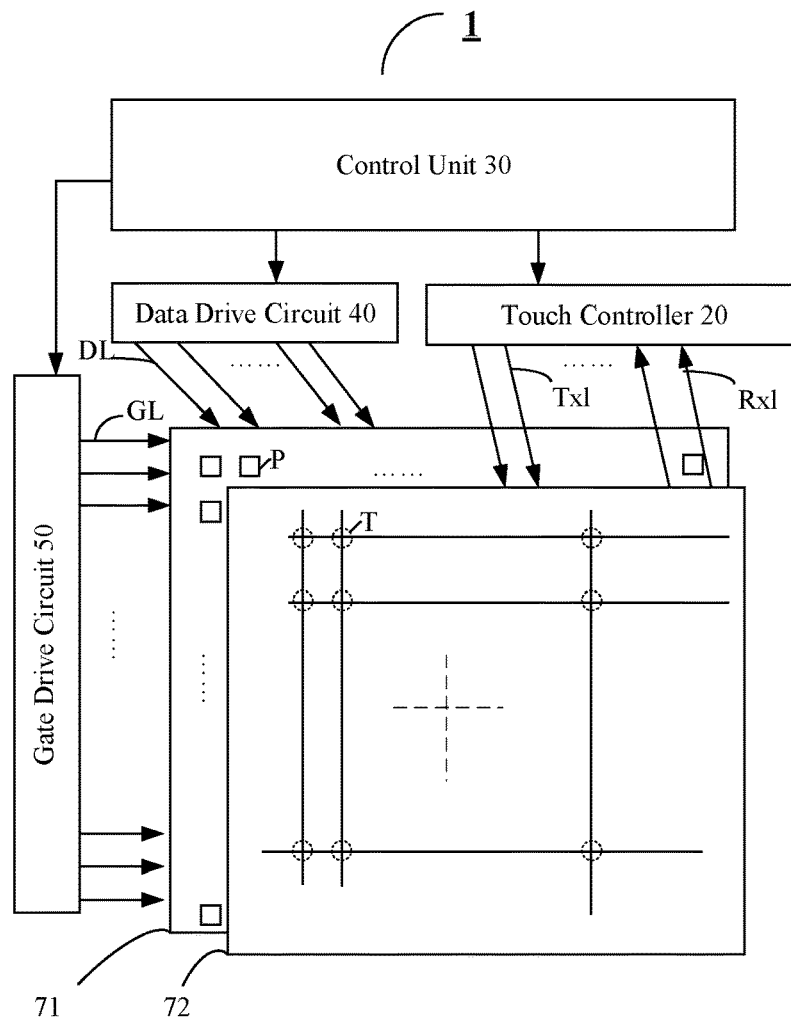 1
Control Unit 30
Data Drive Circuit 40
Touch Controller 20
DL
......
......
Txl
Rxl
GL
P
......
T
Gate Drive Circuit 50
......
......
71
72